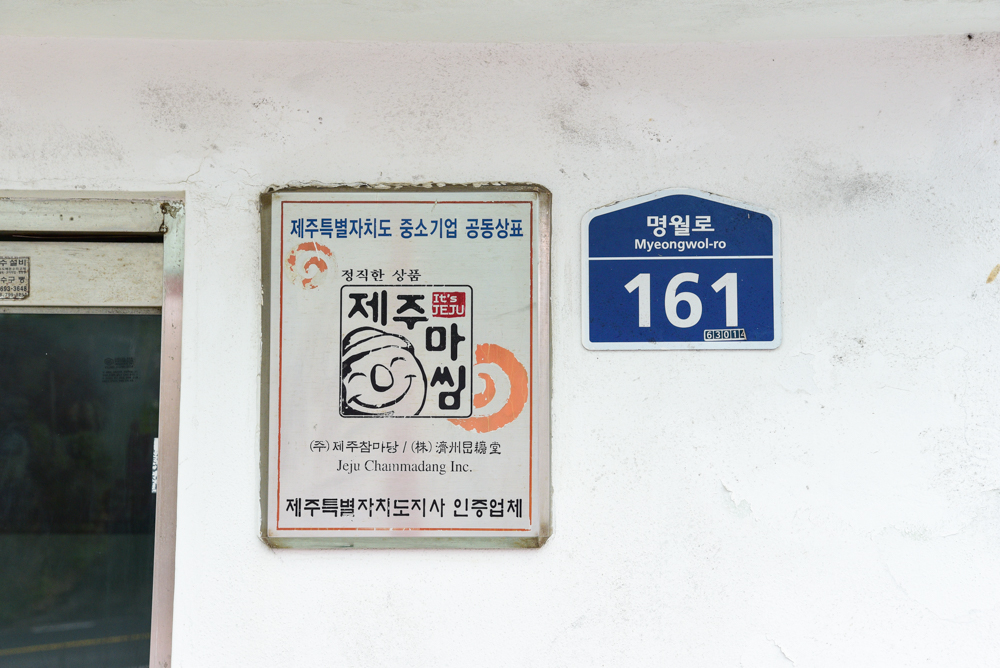 제주특별자치도 중소기업 공동상표
정직한 상품
제주마씸
It's
JEJU
(주)제주참마당 / (株)濟州
Jeju Chammadang Inc.
제주특별자치도지사 인증업체
명월로
Myeongwol-ro
161
63014